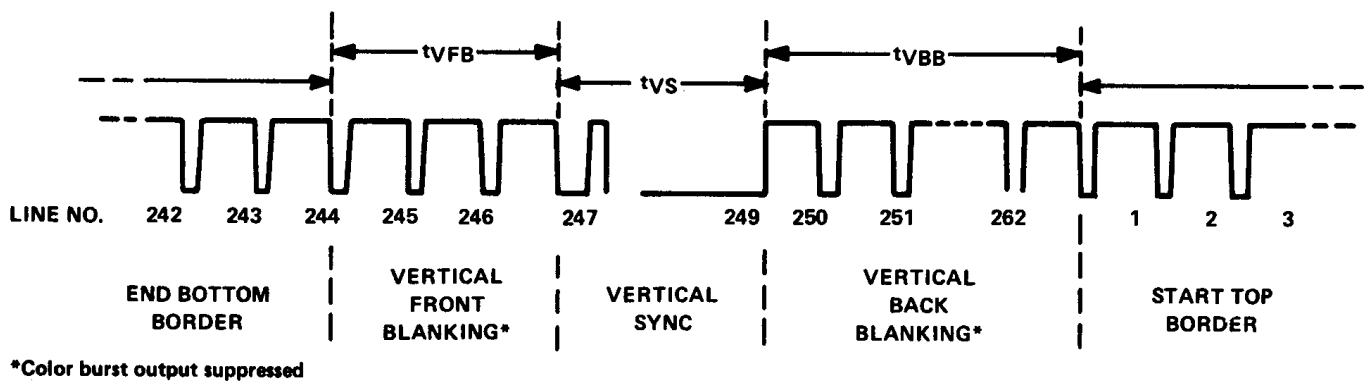 tVFB
tVS
tVBB
LINE NO. 242 243 244 245 246 247 249 250 251 262 1 2 3
END BOTTOM
BORDER
VERTICAL
FRONT
BLANKING*
VERTICAL
SYNC
VERTICAL
BACK
BLANKING*
START TOP
BORDER
*Color burst output suppressed